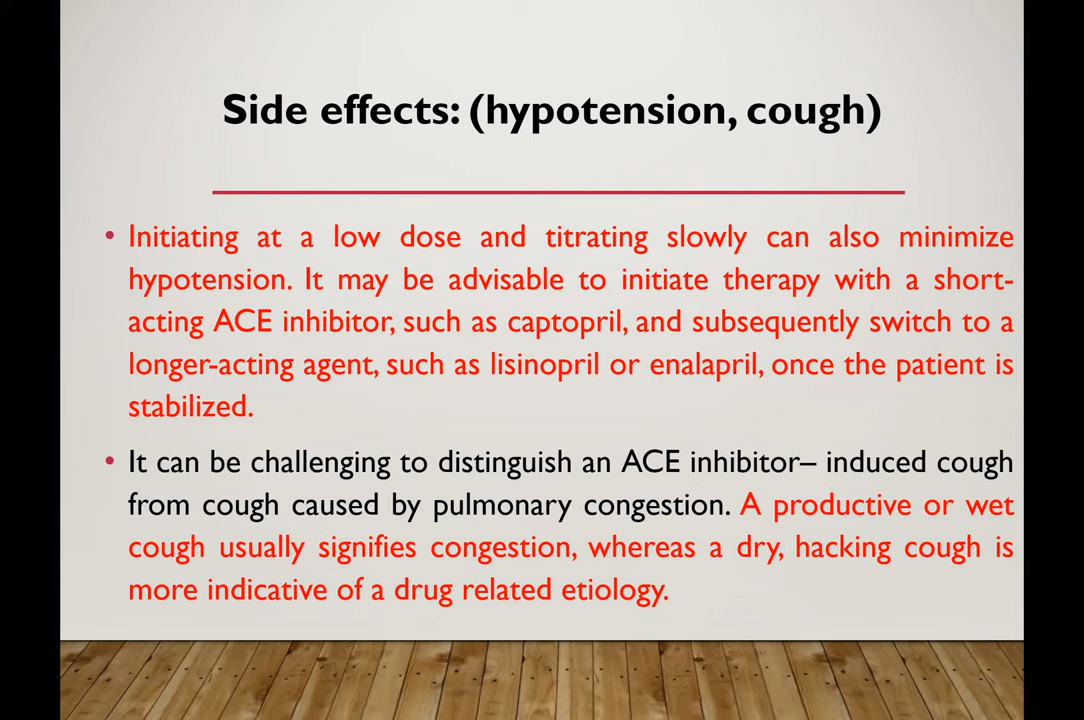 Side effects: (hypotension, cough)
• Initiating at a low dose and titrating slowly can also minimize
hypotension. It may be advisable to initiate therapy with a short-
acting ACE inhibitor, such as captopril, and subsequently switch to a
longer-acting agent, such as lisinopril or enalapril, once the patient is
stabilized.
• It can be challenging to distinguish an ACE inhibitor– induced cough
from cough caused by pulmonary congestion. A productive or wet
cough usually signifies congestion, whereas a dry, hacking cough is
more indicative of a drug related etiology.